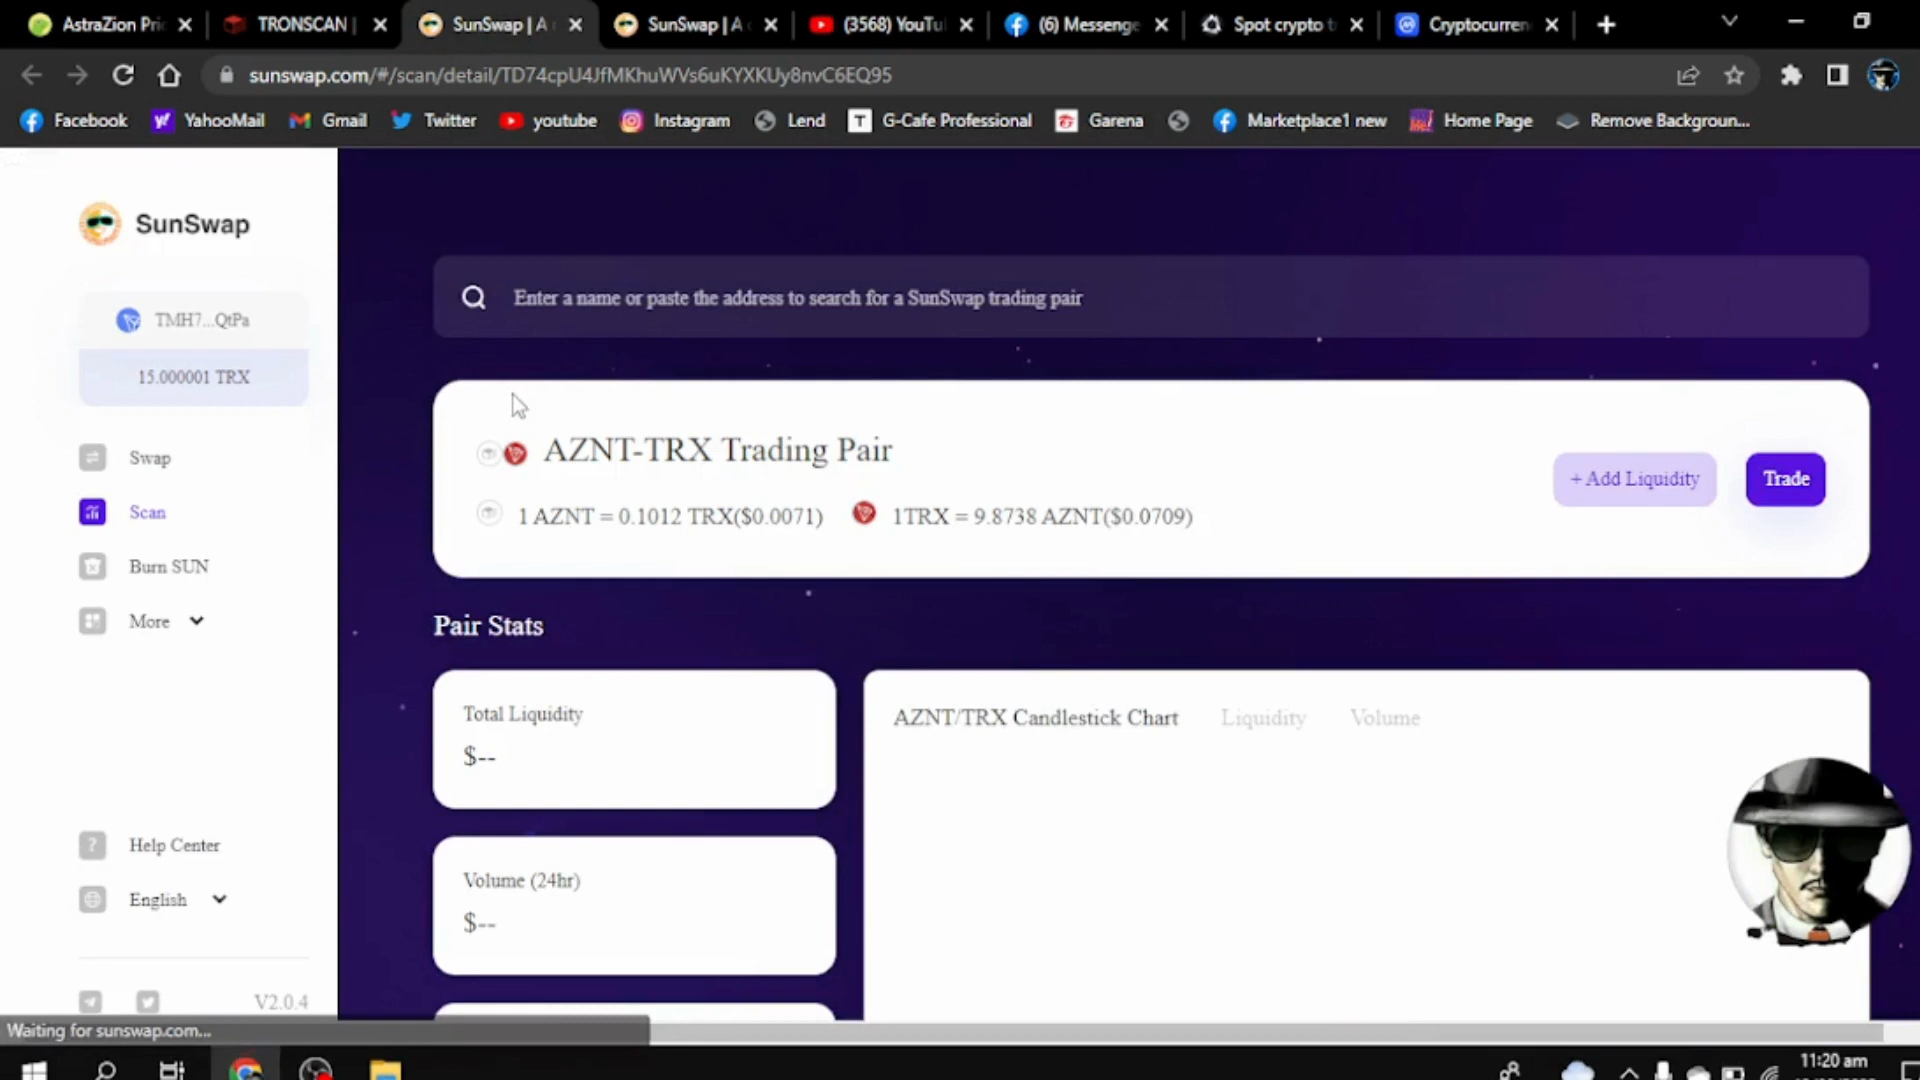 AstraZion Pri
TRONSCAN |
SunSwap | A
SunSwap | A
(3568) YouTu
(6) Messenge
Spot crypto t
Cryptocurren
sunswap.com/#/scan/detail/TD74cpU4JfMKhuWVs6uKYXKUy8nvC6EQ95
Facebook
YahooMail
Gmail
Twitter
youtube
Instagram
Lend
G-Cafe Professional
Garena
Marketplace1 new
Home Page
Remove Backgroun...
SunSwap
TMH7...QtPa
15.000001 TRX
Swap
Scan
Burn SUN
More
Help Center
English
V2.0.4
Enter a name or paste the address to search for a SunSwap trading pair
AZNT-TRX Trading Pair
1 AZNT = 0.1012 TRX($0.0071)
1TRX = 9.8738 AZNT($0.0709)
+ Add Liquidity
Trade
Pair Stats
Total Liquidity
$--
Volume (24hr)
$--
AZNT/TRX Candlestick Chart
Liquidity
Volume
Waiting for sunswap.com...
11:20 am